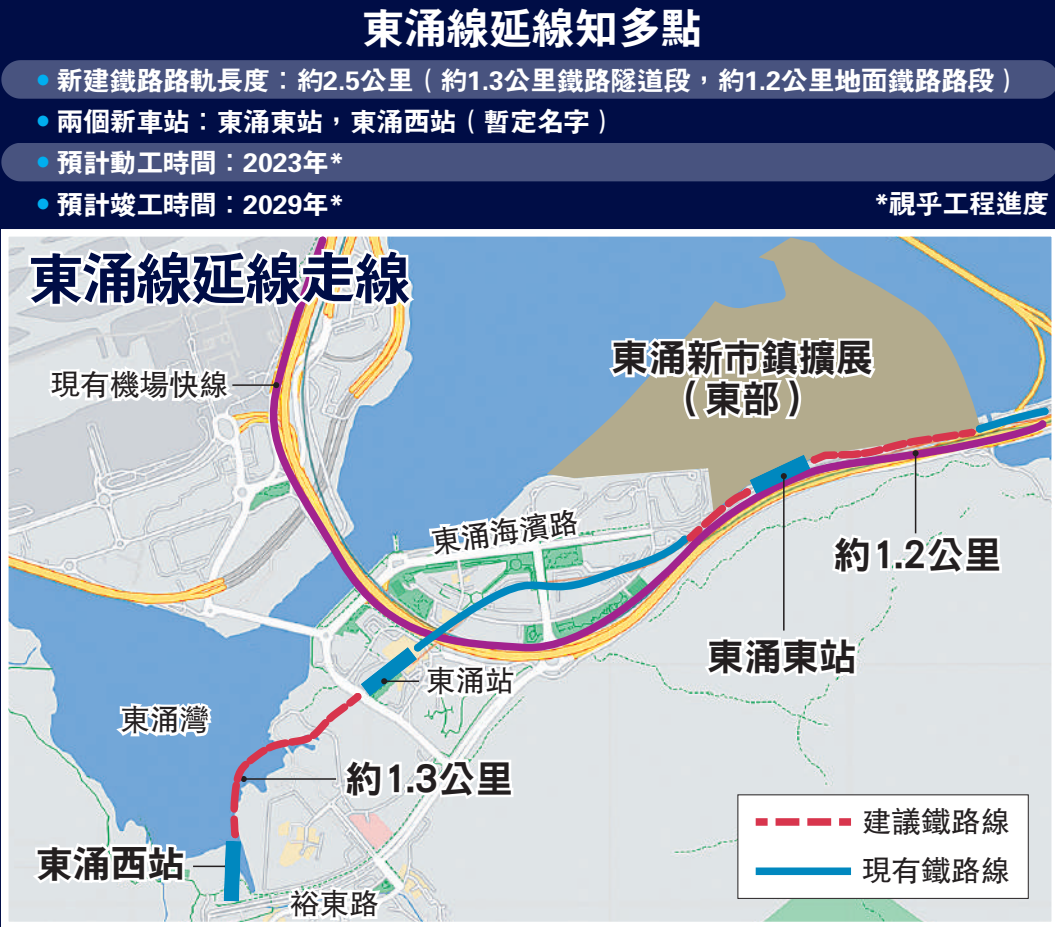 東涌線延線知多點
新建鐵路路軌長度：約2.5公里（約1.3公里鐵路隧道段，約1.2公里地面鐵路路段）
兩個新車站：東涌東站，東涌西站（暫定名字）
預計動工時間：2023年*
預計竣工時間：2029年*
*視乎工程進度
東涌線延線走線
東涌新市鎮擴展
（東部）
現有機場快線
東涌海濱路
約1.2公里
東涌東站
東涌站
東涌灣
約1.3公里
東涌西站
裕東路
建議鐵路線
現有鐵路線